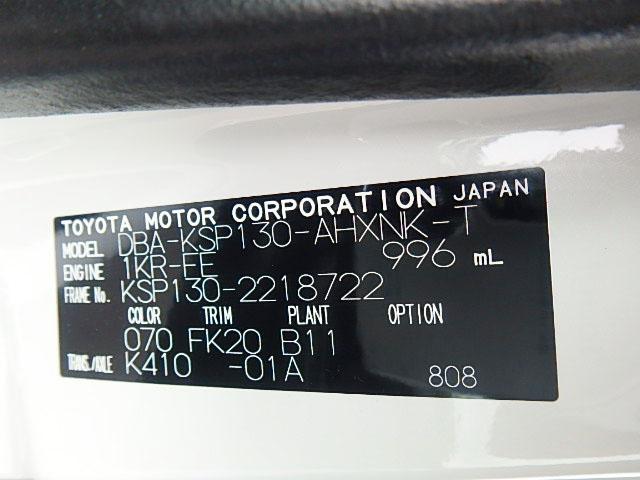 TOYOTA MOTOR CORPORATION JAPAN
MODEL DBA-KSP130-AHXNK-T
ENGINE 1KR-FE 996 mL
FRAME No. KSP130-2218722
COLOR TRIM PLANT OPTION
070 FK20 B11
TRANS./AXLE K410 -01A 808